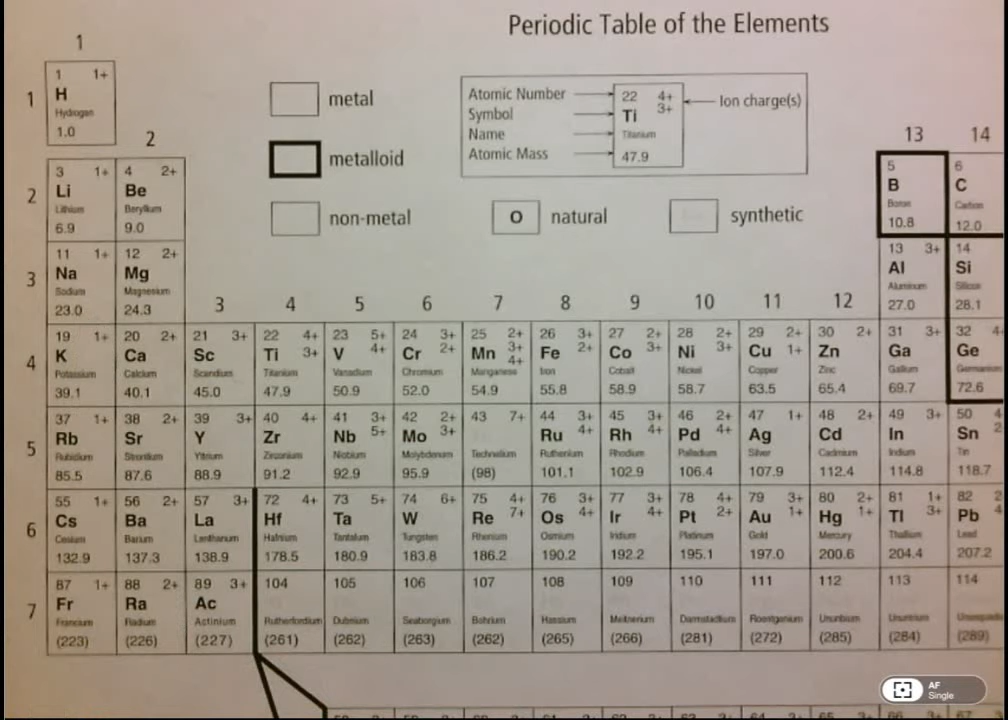 Periodic Table of the Elements
1
1 1+
H
Hydrogen
1.0
metal
metalloid
non-metal
O natural
synthetic
Atomic Number
Symbol
Name
Atomic Mass
22 4+
Ti 3+
Titanium
47.9
Ion charge(s)
1
2
13 14
3 1+ 4 2+ 5 6
Li Be B C
Lithium Beryllium Boron Carbon
6.9 9.0 10.8 12.0
2
11 1+ 12 2+ 13 3+ 14
Na Mg Al Si
Sodium Magnesium Aluminum Silicon
23.0 24.3 27.0 28.1
3
3 4 5 6 7 8 9 10 11 12
19 1+ 20 2+ 21 3+ 22 4+ 23 5+ 24 3+ 25 2+ 26 3+ 27 2+ 28 2+ 29 2+ 30 2+ 31 3+ 32 4+
K Ca Sc Ti 3+ V 4+ Cr 2+ Mn 3+ 4+ Fe 2+ Co 3+ Ni 3+ Cu 1+ Zn Ga Ge
Potassium Calcium Scandium Titanium Vanadium Chromium Manganese Iron Cobalt Nickel Copper Zinc Gallium Germanium
39.1 40.1 45.0 47.9 50.9 52.0 54.9 55.8 58.9 58.7 63.5 65.4 69.7 72.6
4
37 1+ 38 2+ 39 3+ 40 4+ 41 3+ 42 2+ 43 7+ 44 3+ 45 3+ 46 2+ 47 1+ 48 2+ 49 3+ 50 4
Rb Sr Y Zr Nb 5+ Mo 3+ Ru 4+ Rh 4+ Pd 4+ Ag Cd In Sn 2
Rubidium Strontium Yttrium Zirconium Niobium Molybdenum Technetium Ruthenium Rhodium Palladium Silver Cadmium Indium Tin
85.5 87.6 88.9 91.2 92.9 95.9 (98) 101.1 102.9 106.4 107.9 112.4 114.8 118.7
5
55 1+ 56 2+ 57 3+ 72 4+ 73 5+ 74 6+ 75 4+ 76 3+ 77 3+ 78 4+ 79 3+ 80 2+ 81 1+ 82 2
Cs Ba La Hf Ta W Re 7+ Os 4+ Ir 4+ Pt 2+ Au 1+ Hg 1+ Tl 3+ Pb 4
Cesium Barium Lanthanum Hafnium Tantalum Tungsten Rhenium Osmium Iridium Platinum Gold Mercury Thallium Lead
132.9 137.3 138.9 178.5 180.9 183.8 186.2 190.2 192.2 195.1 197.0 200.6 204.4 207.2
6
87 1+ 88 2+ 89 3+ 104 105 106 107 108 109 110 111 112 113 114
Fr Ra Ac
Francium Radium Actinium Rutherfordium Dubnium Seaborgium Bohrium Hassium Meitnerium Darmstadtium Roentgenium Ununbium Ununtrium
(223) (226) (227) (261) (262) (263) (262) (265) (266) (281) (272) (285) (284) (289)
7
AF
Single